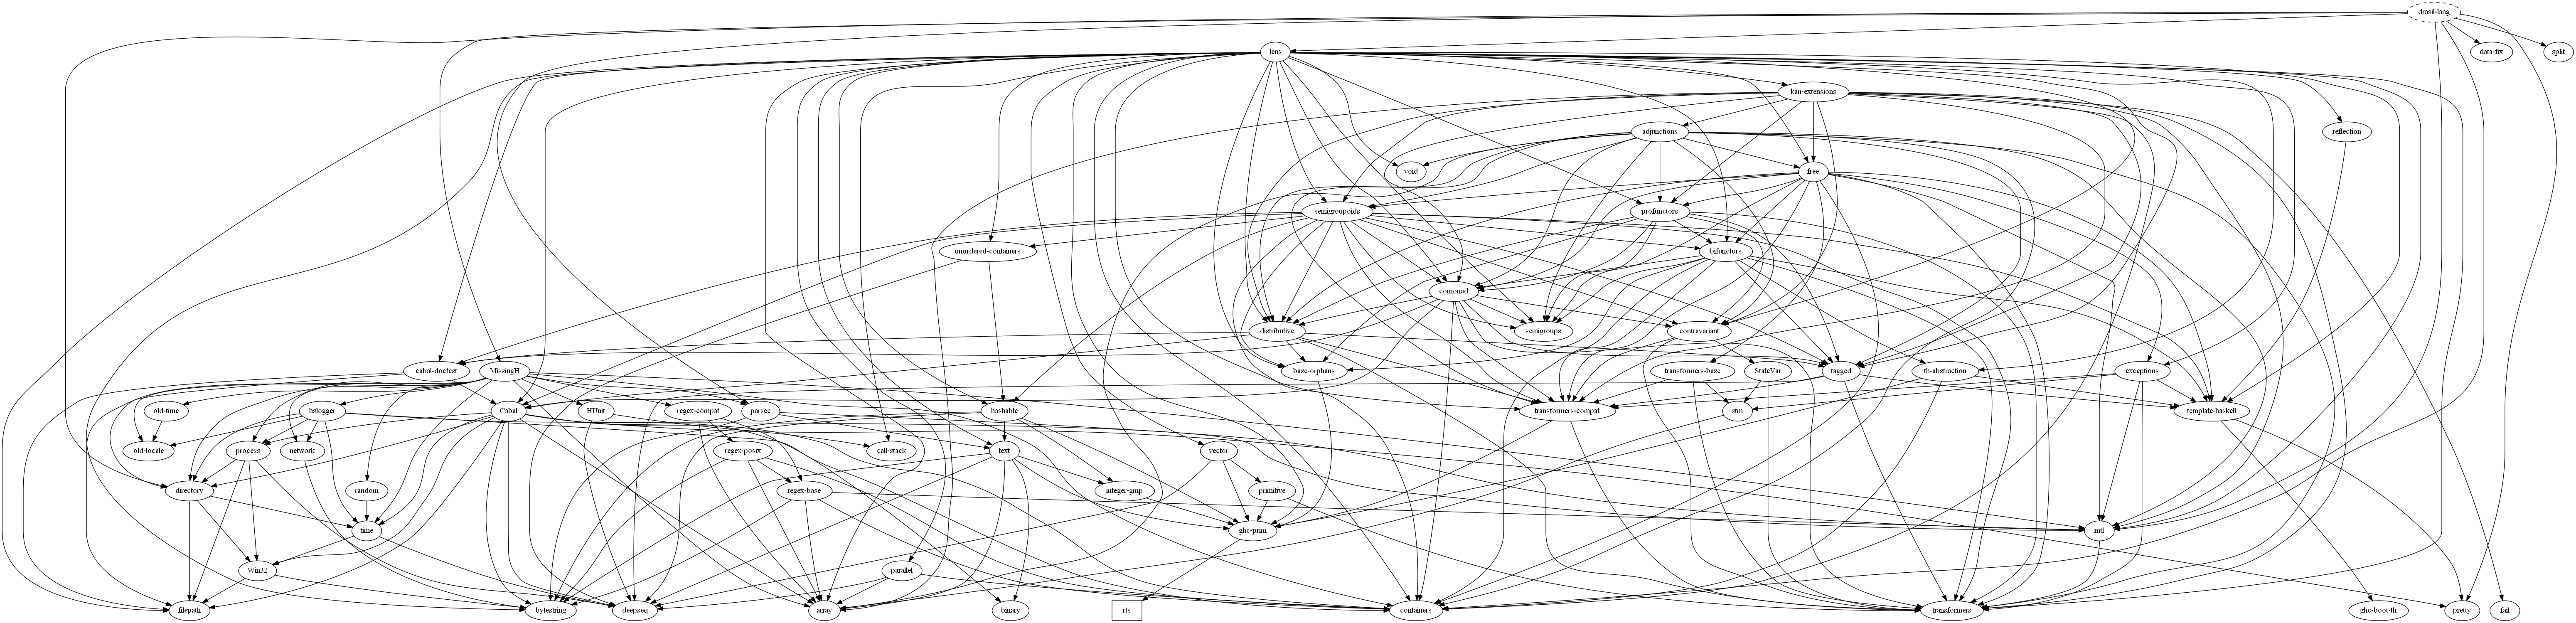 drasil-lang
lens
data-fix
split
kan-extensions
adjunctions
reflection
void
free
semigroupoids
profunctors
unordered-containers
bifunctors
comonad
distributive
semigroups
contravariant
cabal-doctest
MissingH
base-orphans
transformers-base
StateVar
tagged
th-abstraction
exceptions
old-time
hslogger
Cabal
HUnit
regex-compat
parsec
hashable
transformers-compat
stm
template-haskell
old-locale
process
network
regex-posix
call-stack
text
vector
directory
random
regex-base
integer-gmp
primitive
time
ghc-prim
mtl
Win32
parallel
filepath
bytestring
deepseq
array
binary
rts
containers
transformers
ghc-boot-th
pretty
fail